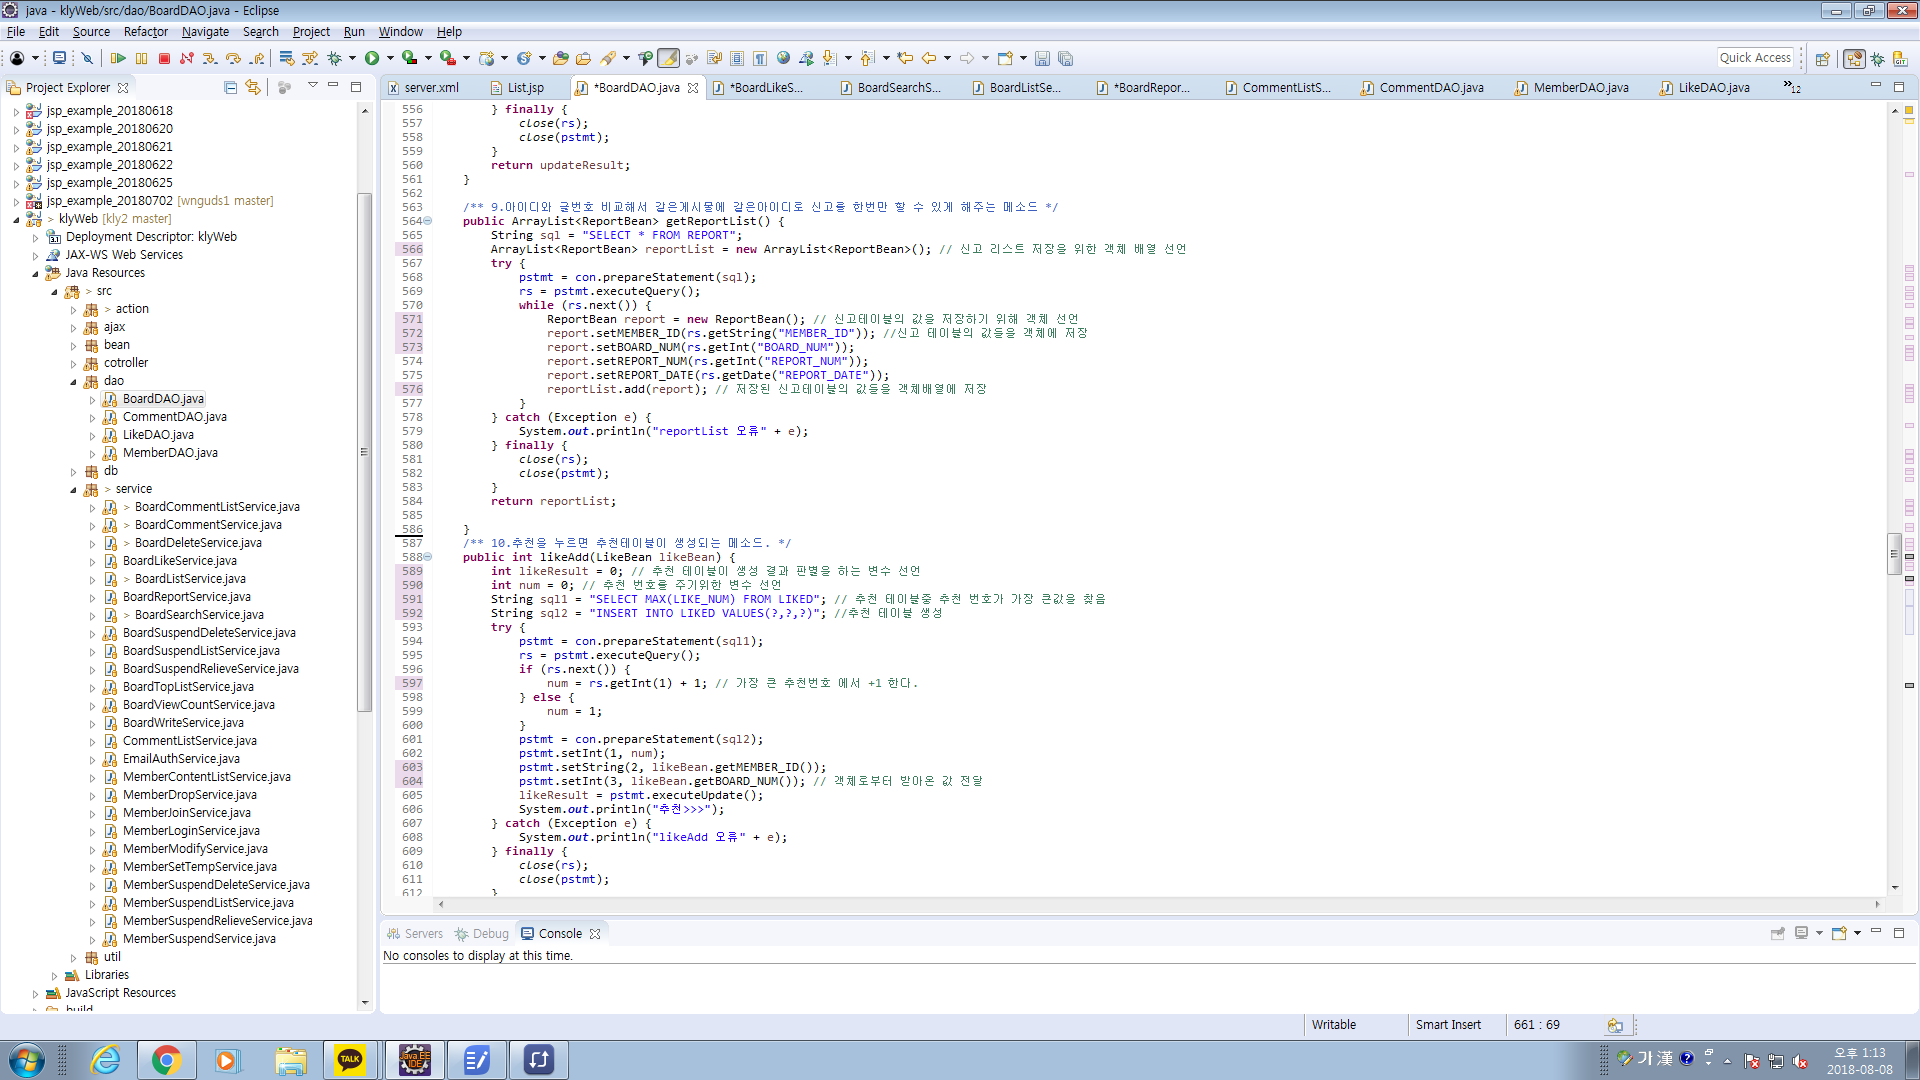 java - klyWeb/src/dao/BoardDAO.java - Eclipse
File Edit Source Refactor Navigate Search Project Run Window Help
Quick Access
Project Explorer
server.xml List.jsp *BoardDAO.java *BoardLikeS... BoardSearchS... BoardListSe... *BoardRepor... CommentListS... CommentDAO.java MemberDAO.java LikeDAO.java »12
jsp_example_20180618
jsp_example_20180620
jsp_example_20180621
jsp_example_20180622
jsp_example_20180625
jsp_example_20180702 [wnguds1 master]
> klyWeb [kly2 master]
Deployment Descriptor: klyWeb
JAX-WS Web Services
Java Resources
> src
> action
ajax
bean
cotroller
dao
BoardDAO.java
CommentDAO.java
LikeDAO.java
MemberDAO.java
db
> service
> BoardCommentListService.java
> BoardCommentService.java
> BoardDeleteService.java
BoardLikeService.java
> BoardListService.java
BoardReportService.java
> BoardSearchService.java
BoardSuspendDeleteService.java
BoardSuspendListService.java
BoardSuspendRelieveService.java
BoardTopListService.java
BoardViewCountService.java
BoardWriteService.java
CommentListService.java
EmailAuthService.java
MemberContentListService.java
MemberDropService.java
MemberJoinService.java
MemberLoginService.java
MemberModifyService.java
MemberSetTempService.java
MemberSuspendDeleteService.java
MemberSuspendListService.java
MemberSuspendRelieveService.java
MemberSuspendService.java
util
Libraries
JavaScript Resources
build
556 } finally {
557 close(rs);
558 close(pstmt);
559 }
560 return updateResult;
561 }
562
563 /** 9.아이디와 글번호 비교해서 같은게시물에 같은아이디로 신고를 한번만 할 수 있게 해주는 메소드 */
564 public ArrayList<ReportBean> getReportList() {
565 String sql = "SELECT * FROM REPORT";
566 ArrayList<ReportBean> reportList = new ArrayList<ReportBean>(); // 신고 리스트 저장을 위한 객체 배열 선언
567 try {
568 pstmt = con.prepareStatement(sql);
569 rs = pstmt.executeQuery();
570 while (rs.next()) {
571 ReportBean report = new ReportBean(); // 신고테이블의 값을 저장하기 위해 객체 선언
572 report.setMEMBER_ID(rs.getString("MEMBER_ID")); //신고 테이블의 값들을 객체에 저장
573 report.setBOARD_NUM(rs.getInt("BOARD_NUM"));
574 report.setREPORT_NUM(rs.getInt("REPORT_NUM"));
575 report.setREPORT_DATE(rs.getDate("REPORT_DATE"));
576 reportList.add(report); // 저장된 신고테이블의 값들을 객체배열에 저장
577 }
578 } catch (Exception e) {
579 System.out.println("reportList 오류" + e);
580 } finally {
581 close(rs);
582 close(pstmt);
583 }
584 return reportList;
585
586 }
587 /** 10.추천을 누르면 추천테이블이 생성되는 메소드. */
588 public int likeAdd(LikeBean likeBean) {
589 int likeResult = 0; // 추천 테이블이 생성 결과 판별을 하는 변수 선언
590 int num = 0; // 추천 번호를 주기위한 변수 선언
591 String sql1 = "SELECT MAX(LIKE_NUM) FROM LIKED"; // 추천 테이블중 추천 번호가 가장 큰값을 찾음
592 String sql2 = "INSERT INTO LIKED VALUES(?,?,?)"; //추천 테이블 생성
593 try {
594 pstmt = con.prepareStatement(sql1);
595 rs = pstmt.executeQuery();
596 if (rs.next()) {
597 num = rs.getInt(1) + 1; // 가장 큰 추천번호 에서 +1 한다.
598 } else {
599 num = 1;
600 }
601 pstmt = con.prepareStatement(sql2);
602 pstmt.setInt(1, num);
603 pstmt.setString(2, likeBean.getMEMBER_ID());
604 pstmt.setInt(3, likeBean.getBOARD_NUM()); // 객체로부터 받아온 값 전달
605 likeResult = pstmt.executeUpdate();
606 System.out.println("추천>>>");
607 } catch (Exception e) {
608 System.out.println("likeAdd 오류" + e);
609 } finally {
610 close(rs);
611 close(pstmt);
612 }
Servers Debug Console
No consoles to display at this time.
Writable Smart Insert 661 : 69
TALK Java EE IDE 가 漢
오후 1:13
2018-08-08